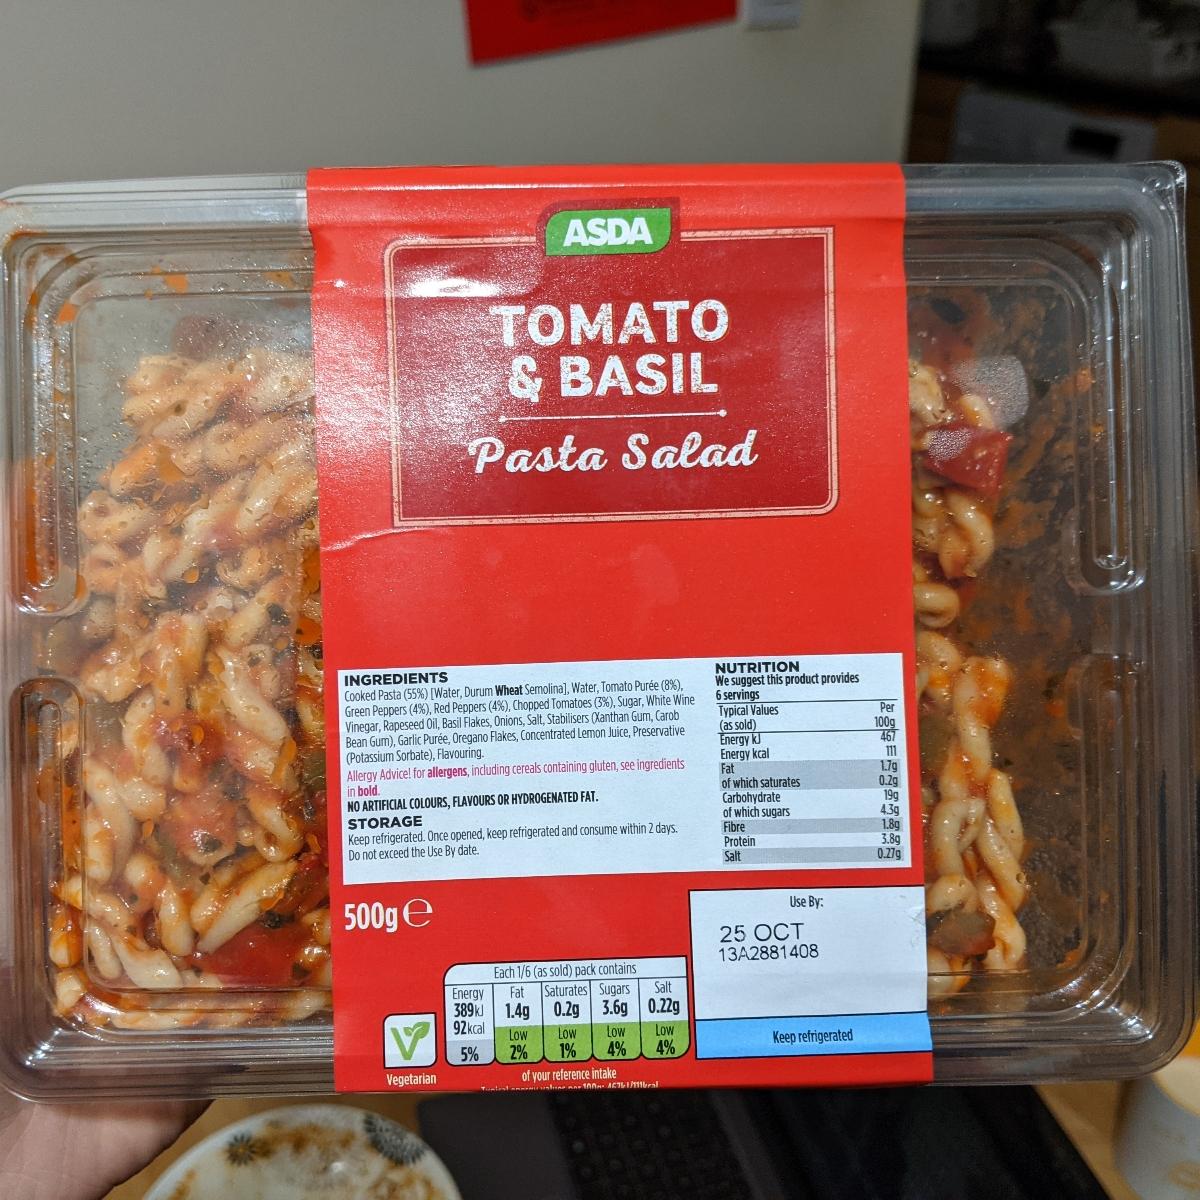 ASDA
TOMATO
& BASIL
Pasta Salad
INGREDIENTS
Cooked Pasta (55%) [Water, Durum Wheat Semolina], Water, Tomato Purée (8%),
Green Peppers (4%), Red Peppers (4%), Chopped Tomatoes (3%), Sugar, White Wine
Vinegar, Rapeseed Oil, Basil Flakes, Onions, Salt, Stabilisers (Xanthan Gum, Carob
Bean Gum), Garlic Purée, Oregano Flakes, Concentrated Lemon Juice, Preservative
(Potassium Sorbate), Flavouring.
Allergy Advice! for allergens, including cereals containing gluten, see ingredients
in bold.
NO ARTIFICIAL COLOURS, FLAVOURS OR HYDROGENATED FAT.
STORAGE
Keep refrigerated. Once opened, keep refrigerated and consume within 2 days.
Do not exceed the Use By date.
NUTRITION
We suggest this product provides
6 servings
Typical Values Per
(as sold) 100g
Energy kJ 467
Energy kcal 111
Fat 1.7g
of which saturates 0.2g
Carbohydrate 19g
of which sugars 4.3g
Fibre 1.8g
Protein 3.8g
Salt 0.27g
500g ℮
Use By:
25 OCT
13A2881408
Keep refrigerated
Each 1/6 (as sold) pack contains
Energy Fat Saturates Sugars Salt
389kJ 1.4g 0.2g 3.6g 0.22g
92kcal Low Low Low Low
5% 2% 1% 4% 4%
of your reference intake
Typical energy values per 100g: 467kJ/111kcal
V
Vegetarian